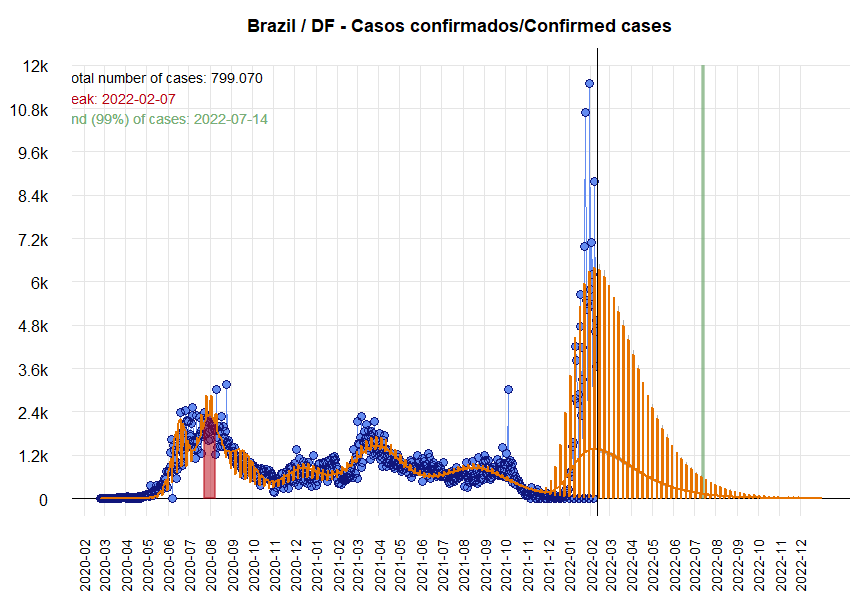 Brazil / DF - Casos confirmados/Confirmed cases
12k
10.8k
9.6k
8.4k
7.2k
6k
4.8k
3.6k
2.4k
1.2k
0
otal number of cases: 799.070
eak: 2022-02-07
nd (99%) of cases: 2022-07-14
2020-02
2020-03
2020-04
2020-05
2020-06
2020-07
2020-08
2020-09
2020-10
2020-11
2020-12
2021-01
2021-02
2021-03
2021-04
2021-05
2021-06
2021-07
2021-08
2021-09
2021-10
2021-11
2021-12
2022-01
2022-02
2022-03
2022-04
2022-05
2022-06
2022-07
2022-08
2022-09
2022-10
2022-11
2022-12